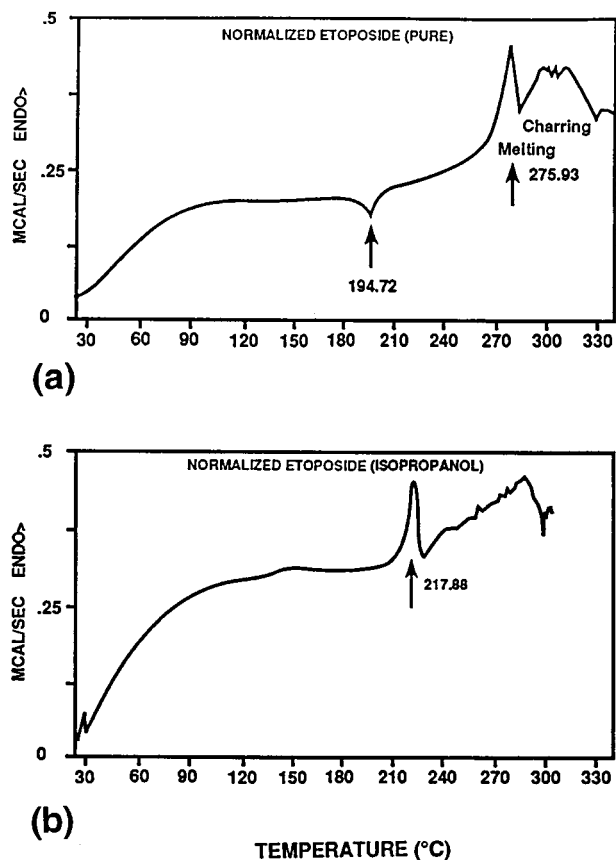 .5
NORMALIZED ETOPOSIDE (PURE)
MCAL/SEC ENDO>
Charring
Melting
.25
275.93
194.72
0
30 60 90 120 150 180 210 240 270 300 330
(a)
.5
NORMALIZED ETOPOSIDE (ISOPROPANOL)
MCAL/SEC ENDO>
.25
217.88
0
30 60 90 120 150 180 210 240 270 300 330
(b)
TEMPERATURE (°C)